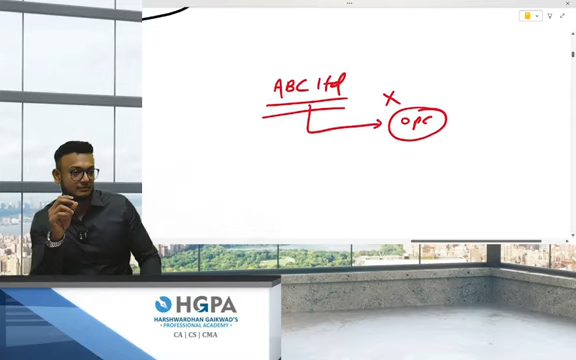 ABC ltd
x
OPC
HGPA
HARSHWARDHAN GAIKWAD'S
PROFESSIONAL ACADEMY
CA | CS | CMA